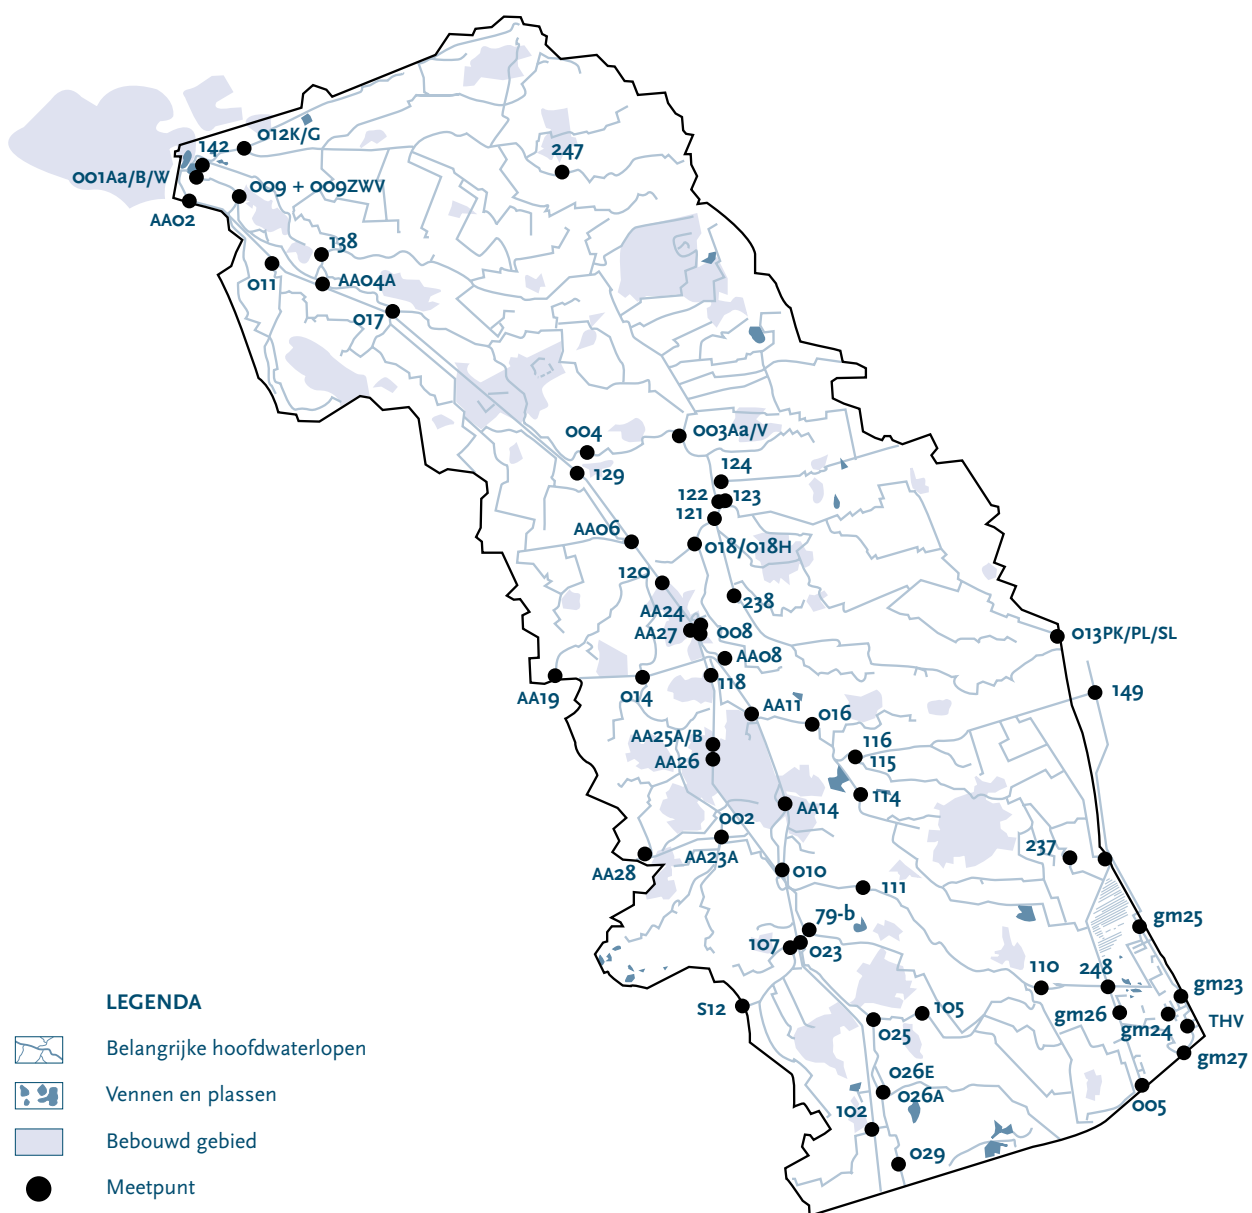 012K/G
142
247
001Aa/B/W
009 + 009ZWV
AA02
138
011
AA04A
017
004
003Aa/V
129
124
122
123
121
AA06
018/018H
120
238
AA24
AA27
008
013PK/PL/SL
AA08
118
AA19
014
149
AA11
016
AA25A/B
116
AA26
115
114
AA14
002
237
AA23A
AA28
010
111
79-b
gm25
107
023
110
248
gm23
S12
105
gm26
gm24
THV
025
gm27
026E
026A
005
102
029
LEGENDA
Belangrijke hoofdwaterlopen
Vennen en plassen
Bebouwd gebied
Meetpunt